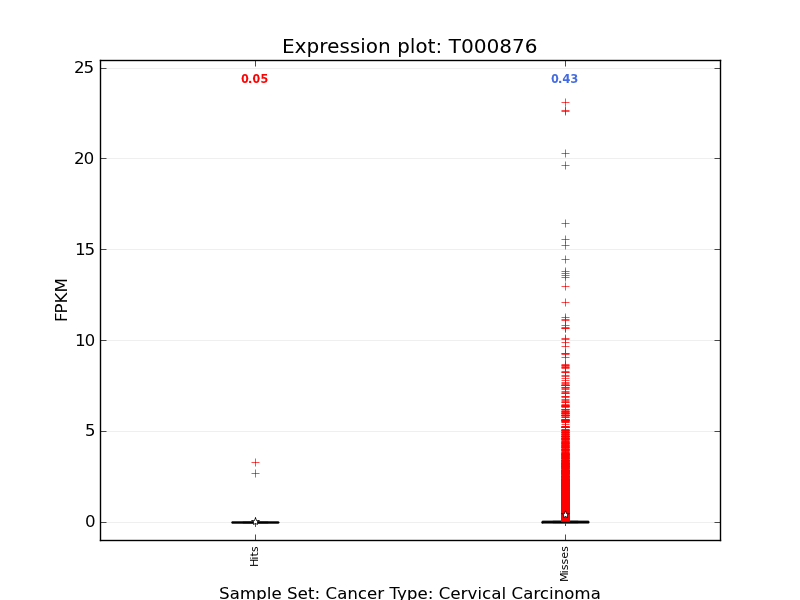 Expression plot: T000876
0.05
0.43
25
20
15
10
5
0
FPKM
Hits
Misses
Sample Set: Cancer Type: Cervical Carcinoma